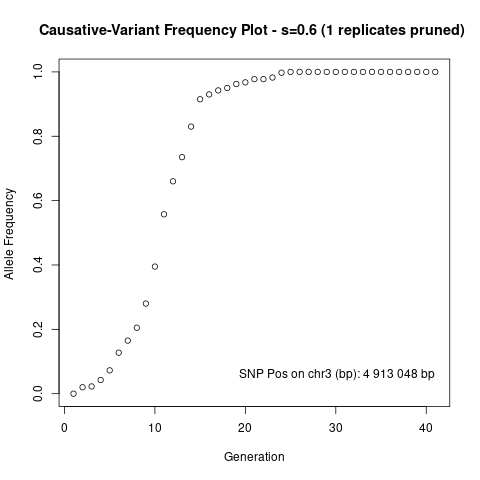 Causative-Variant Frequency Plot - s=0.6 (1 replicates pruned)
1.0
0.8
0.6
0.4
0.2
0.0
Allele Frequency
SNP Pos on chr3 (bp): 4 913 048 bp
0 10 20 30 40
Generation